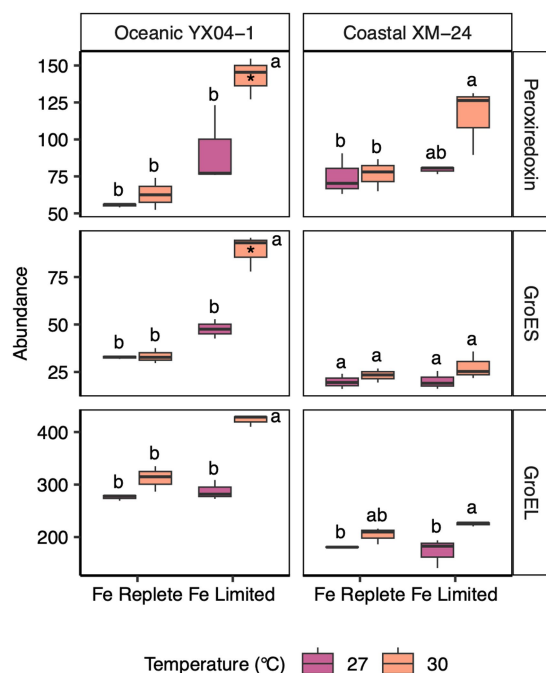 Oceanic YX04−1 Coastal XM−24
150 a
125 * a
100 b
75 b b b ab
50 b
Peroxiredoxin
a
75 *
50 b
25 b b a a a a
GroES
400 a
300 b b b a
200 b ab b
GroEL
Abundance
Fe Replete Fe Limited Fe Replete Fe Limited
Temperature (°C) 27 30